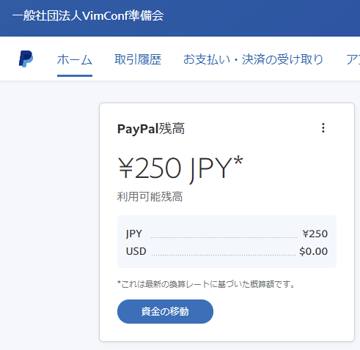 一般社団法人VimConf準備会
ホーム 取引履歴 お支払い・決済の受け取り ア
PayPal残高
¥250 JPY*
利用可能残高
JPY ¥250
USD $0.00
*これは最新の換算レートに基づいた概算額です。
資金の移動